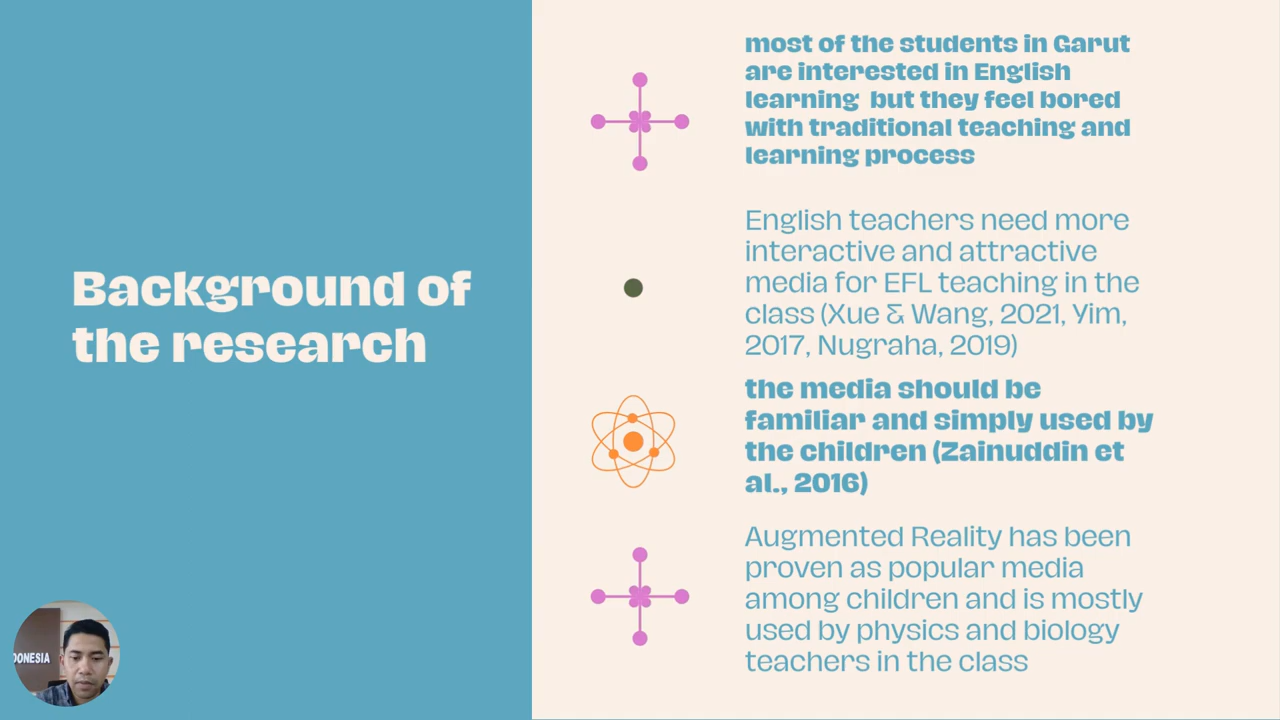 Background of
the research
most of the students in Garut
are interested in English
learning  but they feel bored
with traditional teaching and
learning process
English teachers need more
interactive and attractive
media for EFL teaching in the
class (Xue & Wang, 2021, Yim,
2017, Nugraha, 2019)
the media should be
familiar and simply used by
the children (Zainuddin et
al., 2016)
Augmented Reality has been
proven as popular media
among children and is mostly
used by physics and biology
teachers in the class
DONESIA